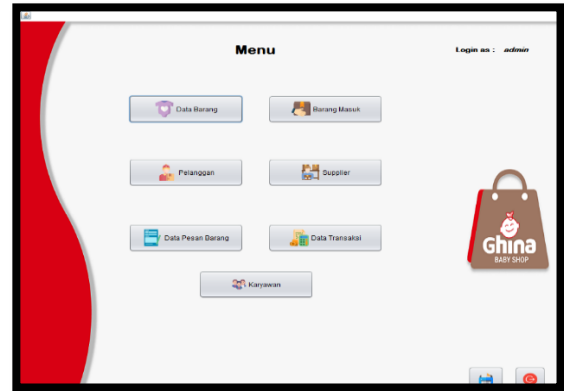 Menu
Login as : admin
Data Barang
Barang Masuk
Pelanggan
Supplier
Data Pesan Barang
Data Transaksi
Karyawan
Ghina
BABY SHOP